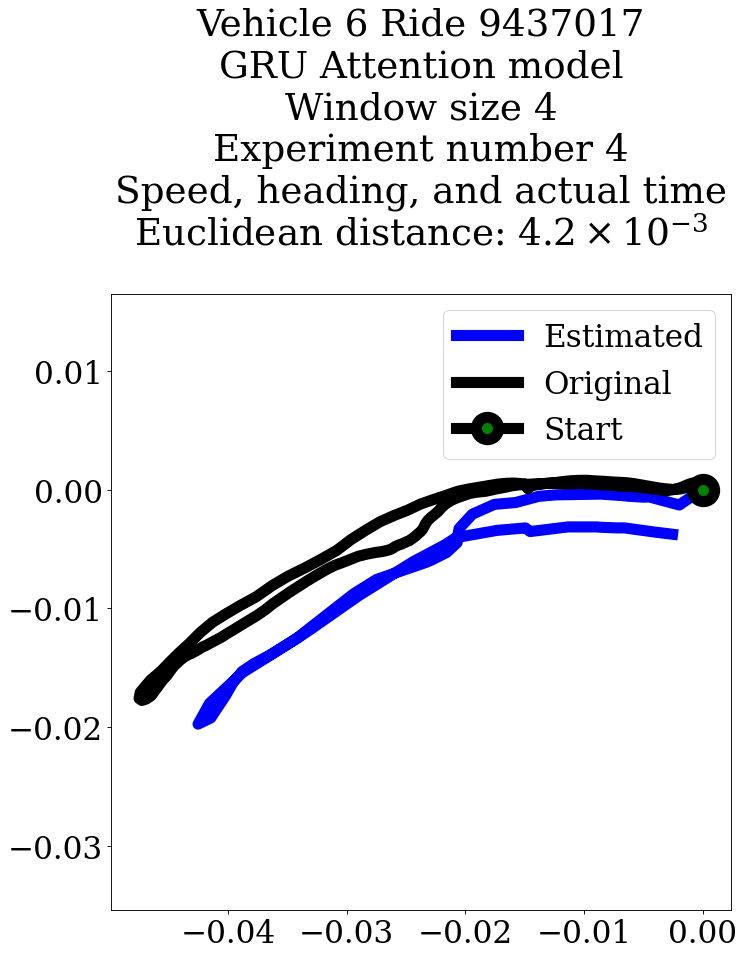 Vehicle 6 Ride 9437017
GRU Attention model
Window size 4
Experiment number 4
Speed, heading, and actual time
Euclidean distance: 4.2 × 10⁻³
Estimated
Original
Start
0.01
0.00
−0.01
−0.02
−0.03
−0.04 −0.03 −0.02 −0.01 0.00